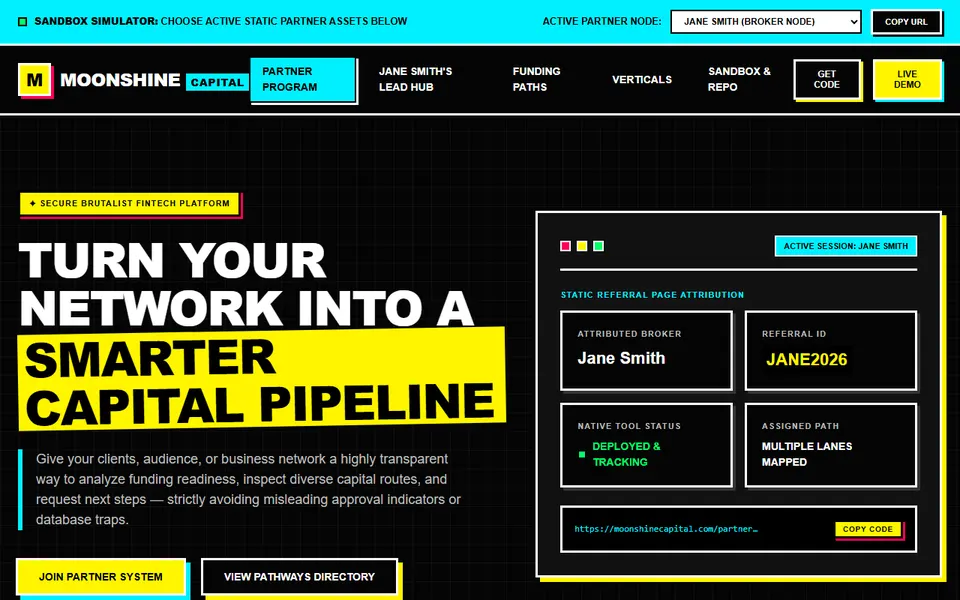 SANDBOX SIMULATOR: CHOOSE ACTIVE STATIC PARTNER ASSETS BELOW
ACTIVE PARTNER NODE:
JANE SMITH (BROKER NODE)
COPY URL
M
MOONSHINE
CAPITAL
PARTNER
PROGRAM
JANE SMITH'S
LEAD HUB
FUNDING
PATHS
VERTICALS
SANDBOX &
REPO
GET
CODE
LIVE
DEMO
✦ SECURE BRUTALIST FINTECH PLATFORM
TURN YOUR
NETWORK INTO A
SMARTER
CAPITAL PIPELINE
Give your clients, audience, or business network a highly transparent
way to analyze funding readiness, inspect diverse capital routes, and
request next steps — strictly avoiding misleading approval indicators or
database traps.
JOIN PARTNER SYSTEM
VIEW PATHWAYS DIRECTORY
ACTIVE SESSION: JANE SMITH
STATIC REFERRAL PAGE ATTRIBUTION
ATTRIBUTED BROKER
Jane Smith
REFERRAL ID
JANE2026
NATIVE TOOL STATUS
DEPLOYED &
TRACKING
ASSIGNED PATH
MULTIPLE LANES
MAPPED
https://moonshinecapital.com/partner…
COPY CODE